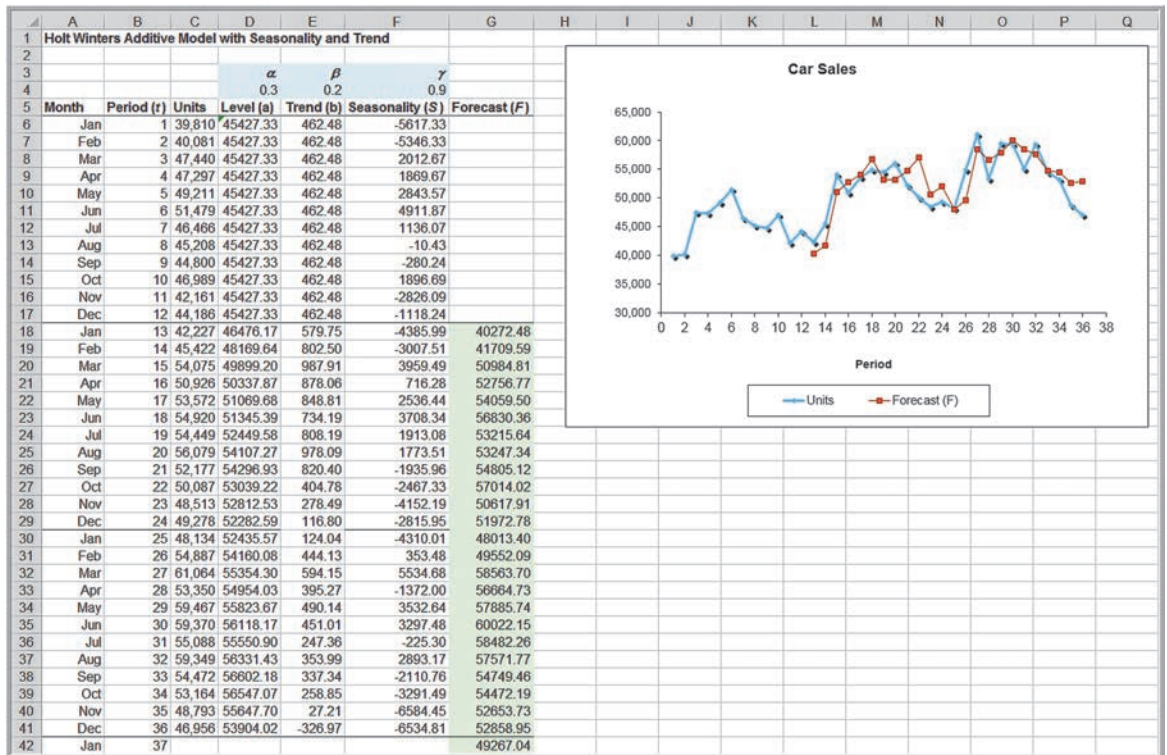 A B C D E F G H I J K L M N O P Q
1 Holt Winters Additive Model with Seasonality and Trend
2
3 α β γ
4 0.3 0.2 0.9
5 Month Period (t) Units Level (a) Trend (b) Seasonality (S) Forecast (F)
6 Jan 1 39,810 45427.33 462.48 -5617.33
7 Feb 2 40,081 45427.33 462.48 -5346.33
8 Mar 3 47,440 45427.33 462.48 2012.67
9 Apr 4 47,297 45427.33 462.48 1869.67
10 May 5 49,211 45427.33 462.48 2843.57
11 Jun 6 51,479 45427.33 462.48 4911.87
12 Jul 7 46,466 45427.33 462.48 1136.07
13 Aug 8 45,208 45427.33 462.48 -10.43
14 Sep 9 44,800 45427.33 462.48 -280.24
15 Oct 10 46,989 45427.33 462.48 1896.69
16 Nov 11 42,161 45427.33 462.48 -2826.09
17 Dec 12 44,186 45427.33 462.48 -1118.24
18 Jan 13 42,227 46476.17 579.75 -4385.99 40272.48
19 Feb 14 45,422 48169.64 802.50 -3007.51 41709.59
20 Mar 15 54,075 49899.20 987.91 3959.49 50984.81
21 Apr 16 50,926 50337.87 878.06 716.28 52756.77
22 May 17 53,572 51069.68 848.81 2536.44 54059.50
23 Jun 18 54,920 51345.39 734.19 3708.34 56830.36
24 Jul 19 54,449 52449.58 808.19 1913.08 53215.64
25 Aug 20 56,079 54107.27 978.09 1773.51 53247.34
26 Sep 21 52,177 54296.93 820.40 -1935.96 54805.12
27 Oct 22 50,087 53039.22 404.78 -2467.33 57014.02
28 Nov 23 48,513 52812.53 278.49 -4152.19 50617.91
29 Dec 24 49,278 52282.59 116.80 -2815.95 51972.78
30 Jan 25 48,134 52435.57 124.04 -4310.01 48013.40
31 Feb 26 54,887 54160.08 444.13 353.48 49552.09
32 Mar 27 61,064 55354.30 594.15 5534.68 58563.70
33 Apr 28 53,350 54954.03 395.27 -1372.00 56664.73
34 May 29 59,467 55823.67 490.14 3532.64 57885.74
35 Jun 30 59,370 56118.17 451.01 3297.48 60022.15
36 Jul 31 55,088 55550.90 247.36 -225.30 58482.26
37 Aug 32 59,349 56331.43 353.99 2893.17 57571.77
38 Sep 33 54,472 56602.18 337.34 -2110.76 54749.46
39 Oct 34 53,164 56547.07 258.85 -3291.49 54472.19
40 Nov 35 48,793 55647.70 27.21 -6584.45 52653.73
41 Dec 36 46,956 53904.02 -326.97 -6534.81 52858.95
42 Jan 37 49267.04
Car Sales
65,000
60,000
55,000
50,000
45,000
40,000
35,000
30,000
0 2 4 6 8 10 12 14 16 18 20 22 24 26 28 30 32 34 36 38
Period
Units Forecast (F)